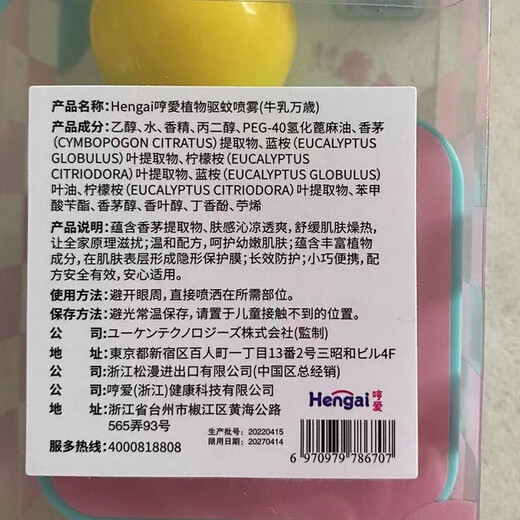 产品名称:Hengai哼愛植物驱蚊喷雾(牛乳万歳)
产品成分:乙醇、水、香精、丙二醇、PEG-40氢化蓖麻油、香茅
(CYMBOPOGON CITRATUS) 提取物、蓝桉 (EUCALYPTUS
GLOBULUS) 叶提取物、柠檬桉(EUCALYPTUS
CITRIODORA) 叶提取物、蓝桉 (EUCALYPTUS GLOBULUS)
叶油、柠檬桉(EUCALYPTUS CITRIODORA) 叶提取物、苯甲
酸苄酯、香茅醇、香叶醇、丁香酚、苧烯
产品说明:蕴含香茅提取物、肤感沁凉透爽,舒缓肌肤燥热,
让全家原理滋扰;温和配方,呵护幼嫩肌肤;蕴含丰富植物
成分,在肌肤表层形成隐形保护膜;长效防护;小巧便携,配
方安全有效,安心适用。
使用方法:避开眼周,直接喷洒在所需部位。
保存方法:避光常温保存,请置于儿童接触不到的位置。
公 司:ユーケンテクノロジーズ株式会社(監制)
地 址:東京都新宿区百人町一丁目13番2号三昭和ビル4F
公 司:浙江松漫进出口有限公司(中国区总经销)
公 司:哼爱(浙江)健康科技有限公司
地 址:浙江省台州市椒江区黄海公路
565弄93号
服务热线:4000818808
生产批号:20220415
限用日期:20270414
Hengai 哼爱
6 970979 786707